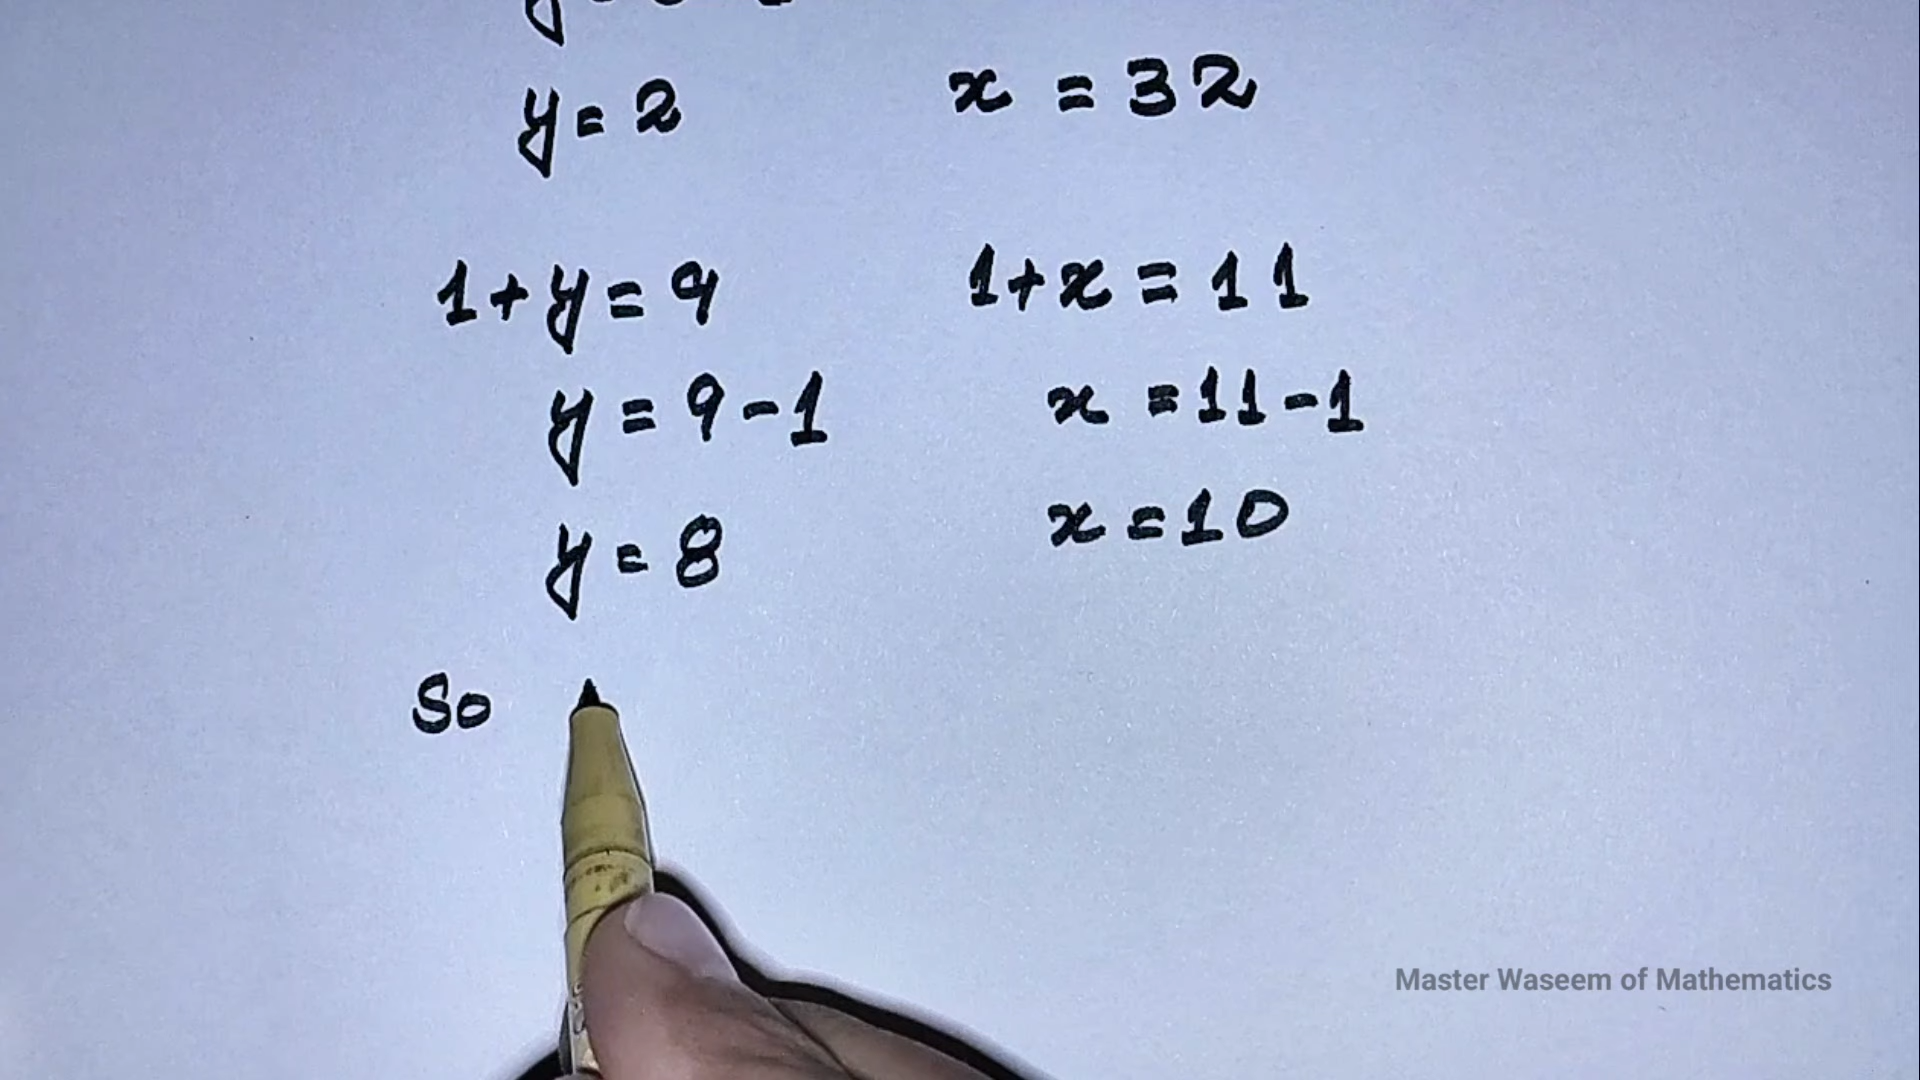 y = 2 x = 32
1 + y = 9 1 + x = 11
y = 9 - 1 x = 11 - 1
y = 8 x = 10
So
Master Waseem of Mathematics